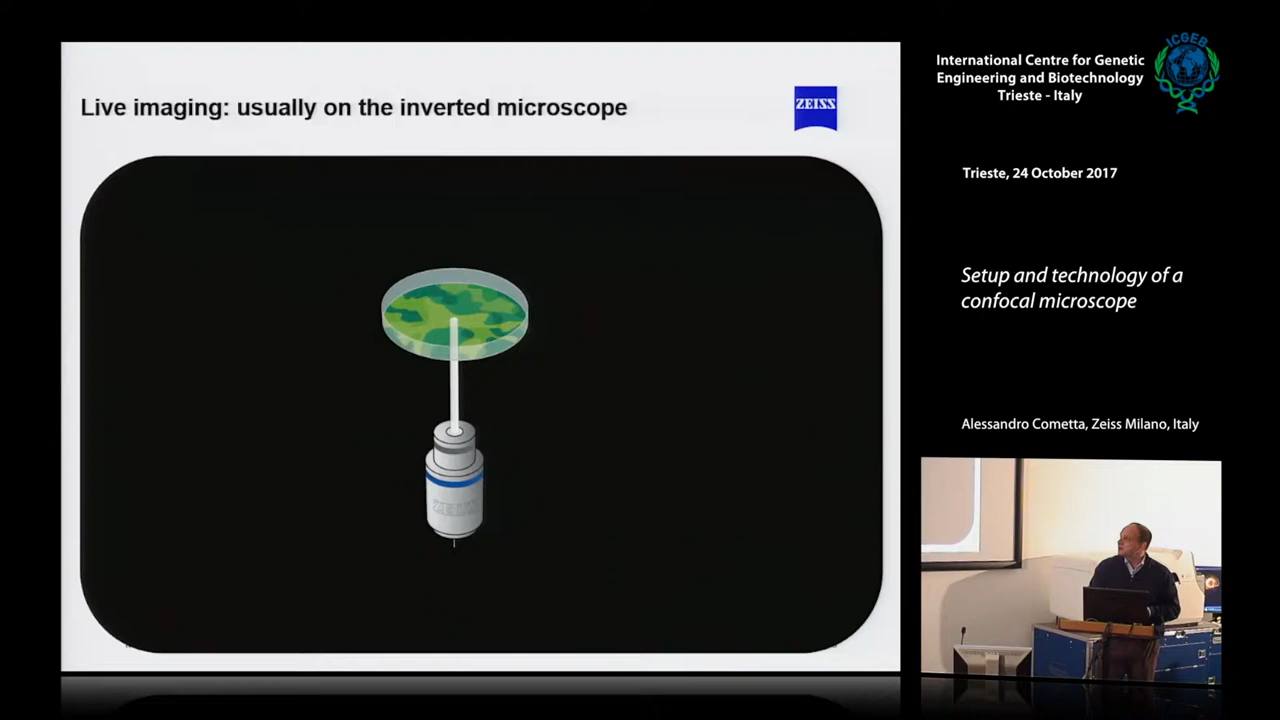 Live imaging: usually on the inverted microscope
ZEISS
ZEISS
International Centre for Genetic
Engineering and Biotechnology
Trieste - Italy
ICGEB
Trieste, 24 October 2017
Setup and technology of a
confocal microscope
Alessandro Cometta, Zeiss Milano, Italy